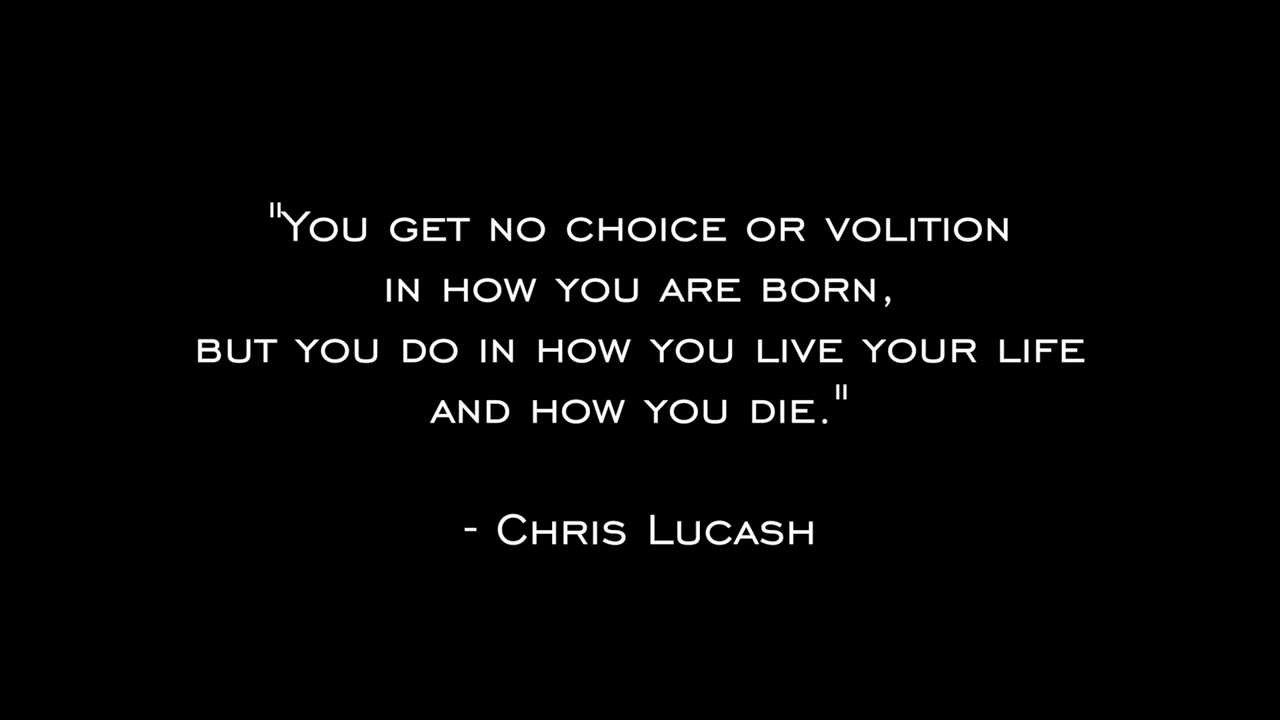 "You get no choice or volition
in how you are born,
but you do in how you live your life
and how you die."
- Chris Lucash